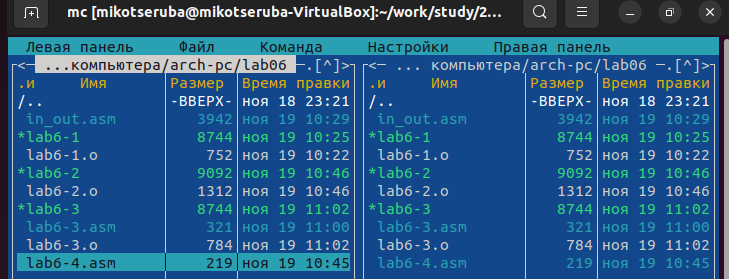 mc [mikotseruba@mikotseruba-VirtualBox]:~/work/study/2...
Левая панель Файл Команда Настройки Правая панель
<─ ...компьютера/arch-pc/lab06 ─.[^]> <─ ... компьютера/arch-pc/lab06 ─.[^]>
.и Имя Размер Время правки .и Имя Размер Время правки
/.. -ВВЕРХ- ноя 18 23:21 /.. -ВВЕРХ- ноя 18 23:21
in_out.asm 3942 ноя 19 10:29 in_out.asm 3942 ноя 19 10:29
*lab6-1 8744 ноя 19 10:25 *lab6-1 8744 ноя 19 10:25
lab6-1.o 752 ноя 19 10:22 lab6-1.o 752 ноя 19 10:22
*lab6-2 9092 ноя 19 10:46 *lab6-2 9092 ноя 19 10:46
lab6-2.o 1312 ноя 19 10:46 lab6-2.o 1312 ноя 19 10:46
*lab6-3 8744 ноя 19 11:02 *lab6-3 8744 ноя 19 11:02
lab6-3.asm 321 ноя 19 11:00 lab6-3.asm 321 ноя 19 11:00
lab6-3.o 784 ноя 19 11:02 lab6-3.o 784 ноя 19 11:02
lab6-4.asm 219 ноя 19 10:45 lab6-4.asm 219 ноя 19 10:45